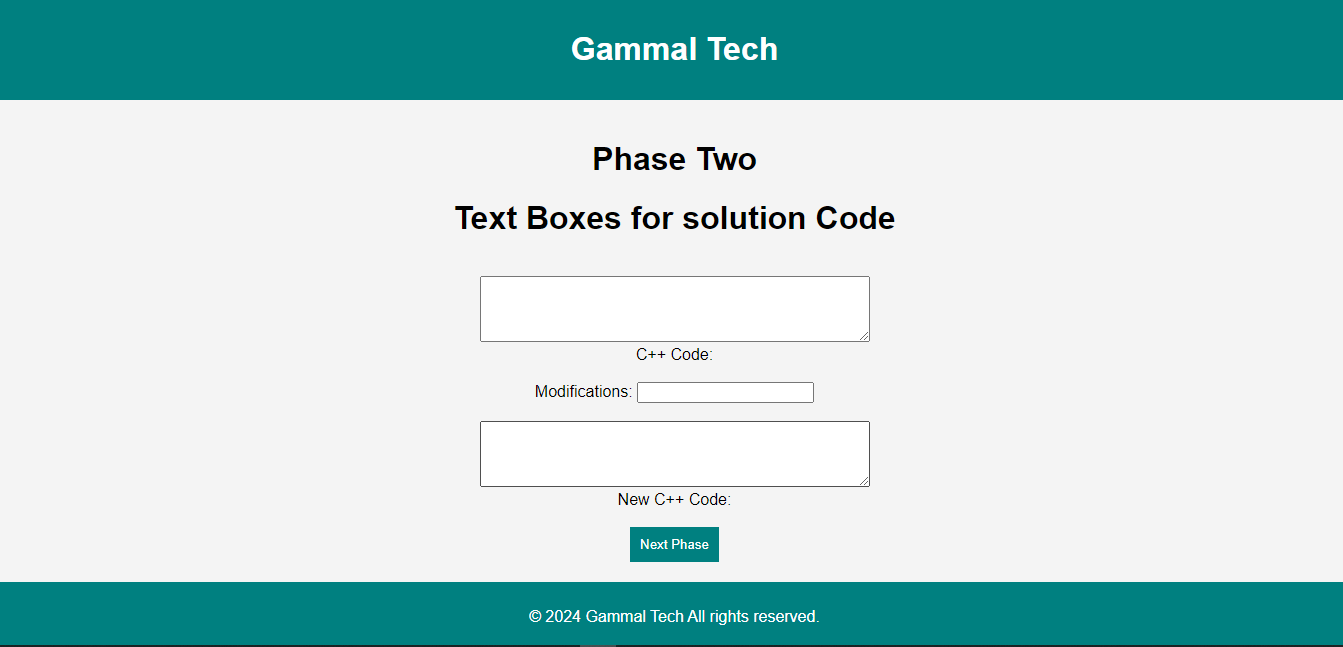 Gammal Tech
Phase Two
Text Boxes for solution Code
C++ Code:
Modifications:
New C++ Code:
Next Phase
© 2024 Gammal Tech All rights reserved.